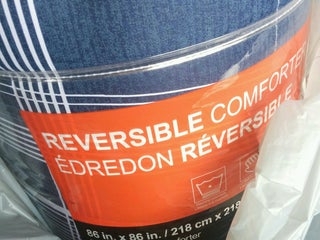 REVERSIBLE COMFORTER
ÉDREDON RÉVERSIBLE
86 in. x 86 in. / 218 cm x 218